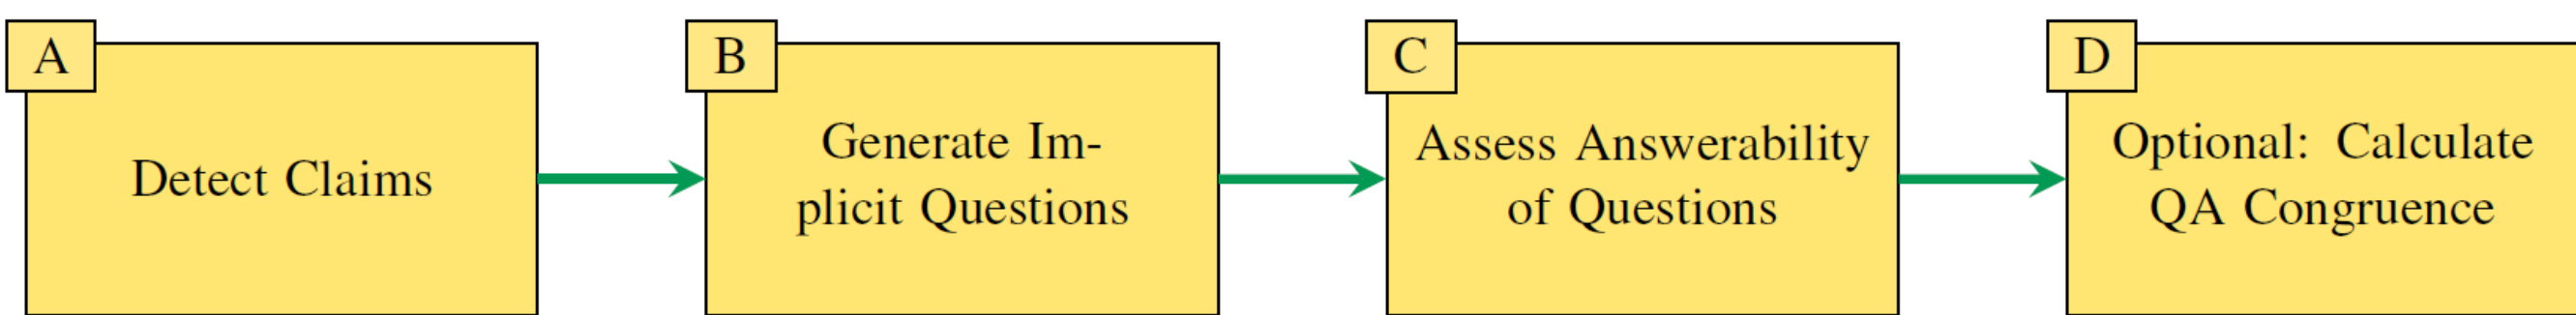 A
Detect Claims
B
Generate Im-
plicit Questions
C
Assess Answerability
of Questions
D
Optional: Calculate
QA Congruence